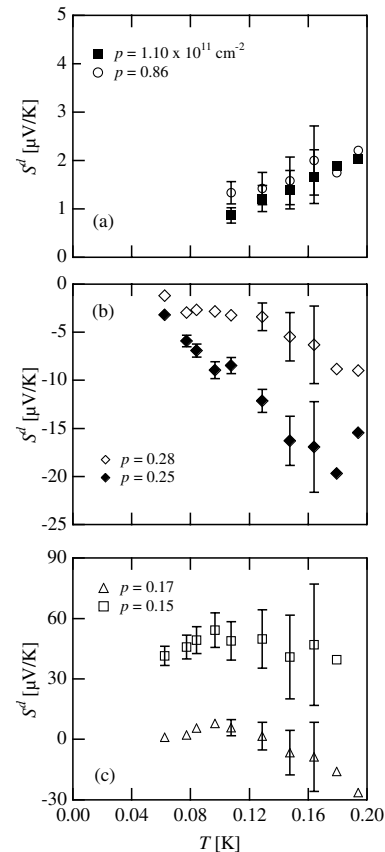 5
4
3
2
1
0
S^d [µV/K]
■ p = 1.10 x 10^11 cm^-2
○ p = 0.86
(a)
0
-5
-10
-15
-20
-25
S^d [µV/K]
(b)
◇ p = 0.28
◆ p = 0.25
90
60
30
0
-30
S^d [µV/K]
△ p = 0.17
□ p = 0.15
(c)
0.00 0.04 0.08 0.12 0.16 0.20
T [K]